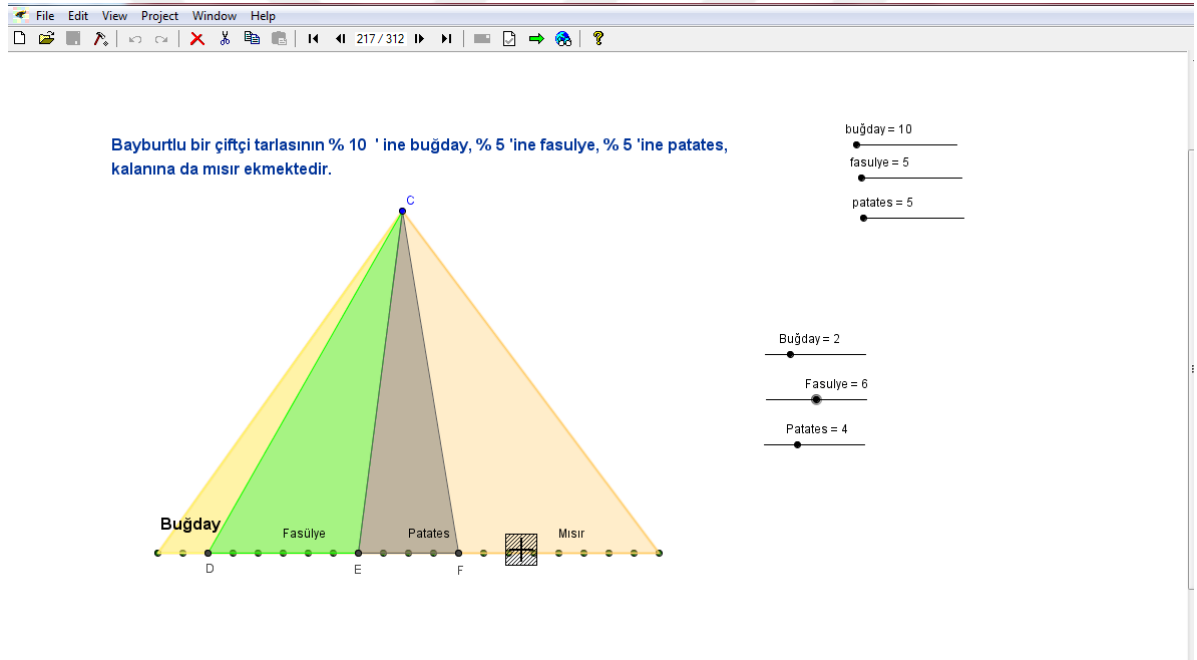 File Edit View Project Window Help
217 / 312
Bayburtlu bir çiftçi tarlasının % 10 ' ine buğday, % 5 'ine fasulye, % 5 'ine patates,
kalanına da mısır ekmektedir.
buğday = 10
fasulye = 5
patates = 5
C
Buğday = 2
Fasulye = 6
Patates = 4
Buğday
Fasülye
Patates
Mısır
D
E
F